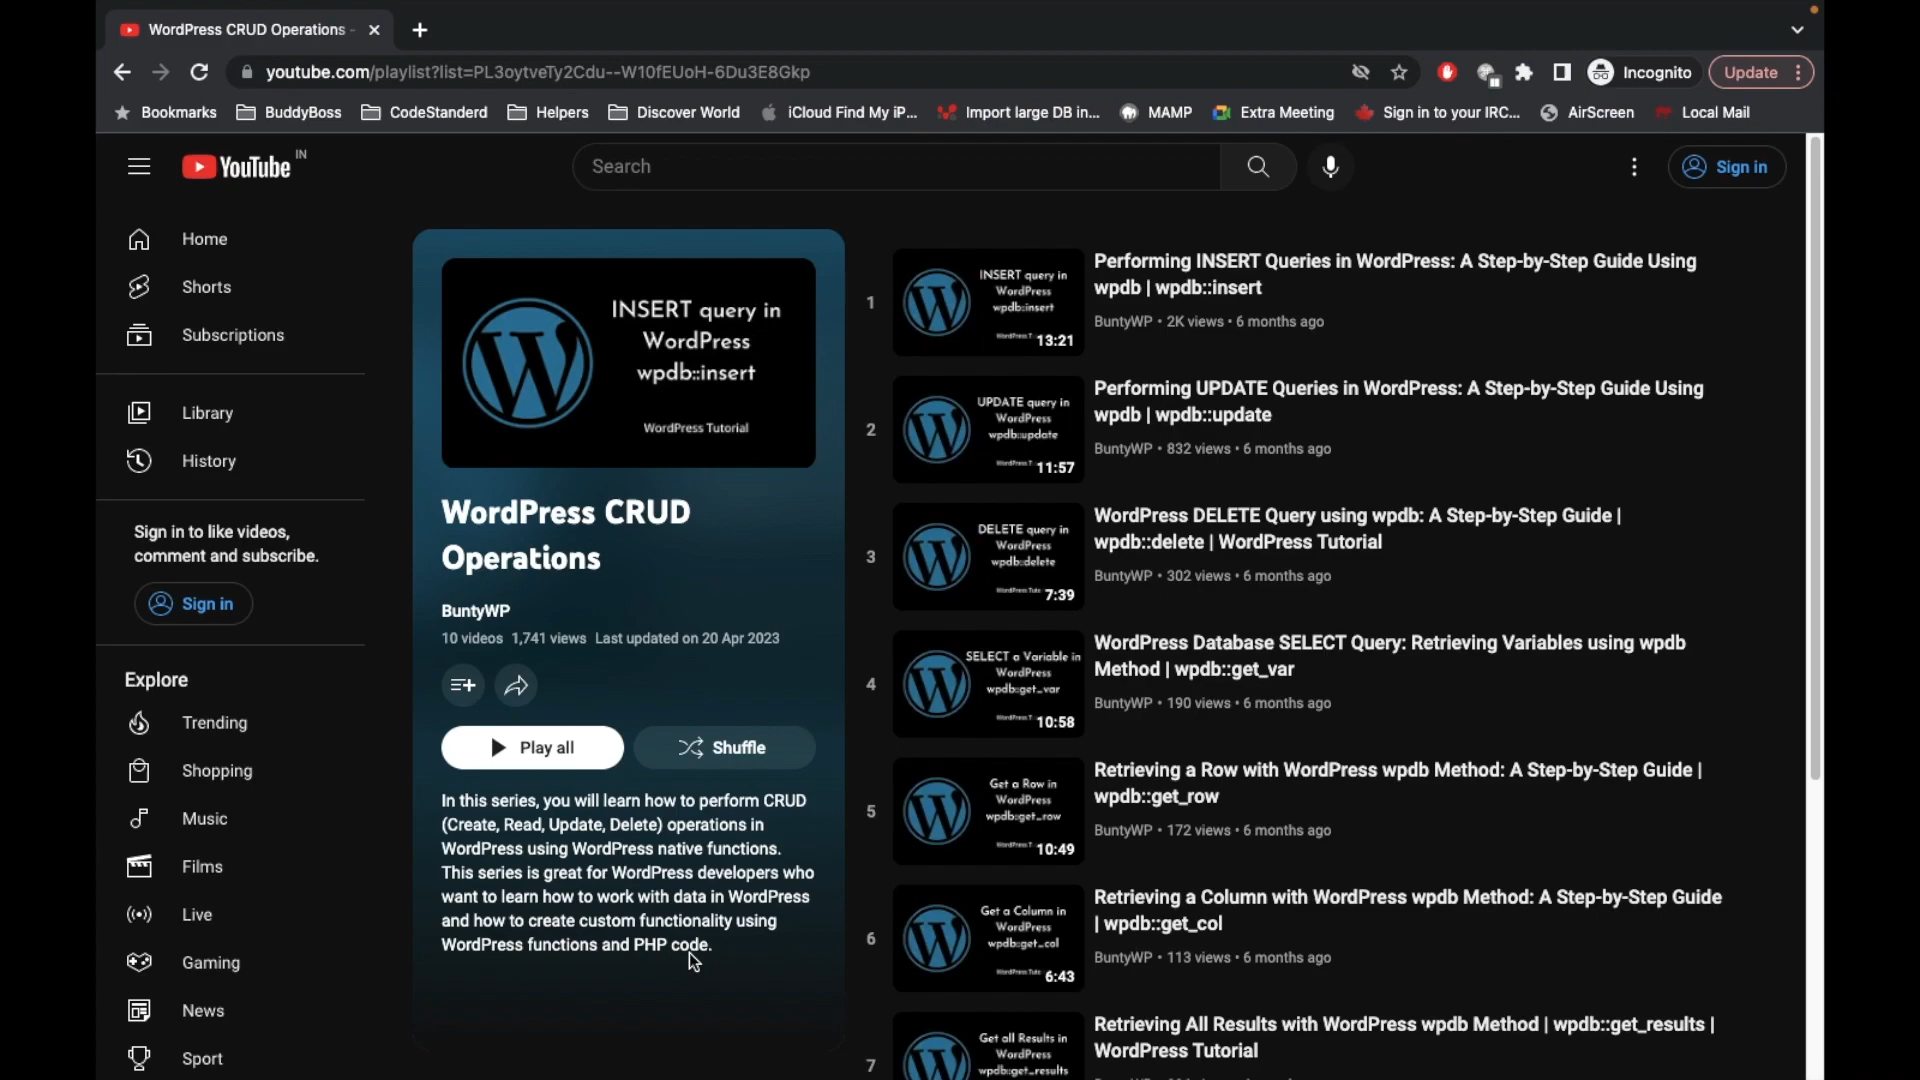 WordPress CRUD Operations -
youtube.com/playlist?list=PL3oytveTy2Cdu--W10fEUoH-6Du3E8Gkp
Incognito
Update
Bookmarks
BuddyBoss
CodeStanderd
Helpers
Discover World
iCloud Find My iP...
Import large DB in...
MAMP
Extra Meeting
Sign in to your IRC...
AirScreen
Local Mail
YouTube IN
Search
Sign in
Home
Shorts
Subscriptions
Library
History
Sign in to like videos,
comment and subscribe.
Sign in
Explore
Trending
Shopping
Music
Films
Live
Gaming
News
Sport
INSERT query in
WordPress
wpdb::insert
WordPress Tutorial
WordPress CRUD
Operations
BuntyWP
10 videos 1,741 views Last updated on 20 Apr 2023
Play all
Shuffle
In this series, you will learn how to perform CRUD
(Create, Read, Update, Delete) operations in
WordPress using WordPress native functions.
This series is great for WordPress developers who
want to learn how to work with data in WordPress
and how to create custom functionality using
WordPress functions and PHP code.
1
INSERT query in
WordPress
wpdb::insert
13:21
Performing INSERT Queries in WordPress: A Step-by-Step Guide Using
wpdb | wpdb::insert
BuntyWP • 2K views • 6 months ago
2
UPDATE query in
WordPress
wpdb::update
11:57
Performing UPDATE Queries in WordPress: A Step-by-Step Guide Using
wpdb | wpdb::update
BuntyWP • 832 views • 6 months ago
3
DELETE query in
WordPress
wpdb::delete
7:39
WordPress DELETE Query using wpdb: A Step-by-Step Guide |
wpdb::delete | WordPress Tutorial
BuntyWP • 302 views • 6 months ago
4
SELECT a Variable in
WordPress
wpdb::get_var
10:58
WordPress Database SELECT Query: Retrieving Variables using wpdb
Method | wpdb::get_var
BuntyWP • 190 views • 6 months ago
5
Get a Row in
WordPress
wpdb::get_row
10:49
Retrieving a Row with WordPress wpdb Method: A Step-by-Step Guide |
wpdb::get_row
BuntyWP • 172 views • 6 months ago
6
Get a Column in
WordPress
wpdb::get_col
6:43
Retrieving a Column with WordPress wpdb Method: A Step-by-Step Guide
| wpdb::get_col
BuntyWP • 113 views • 6 months ago
7
Get all Results in
WordPress
wpdb::get_results
Retrieving All Results with WordPress wpdb Method | wpdb::get_results |
WordPress Tutorial